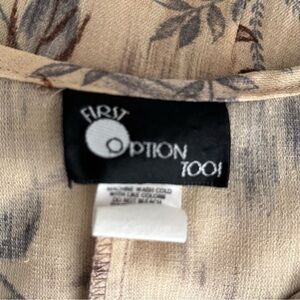 FIRST
OPTION
TOO!
MACHINE WASH COLD
WITH LIKE COLORS
DO NOT BLEACH